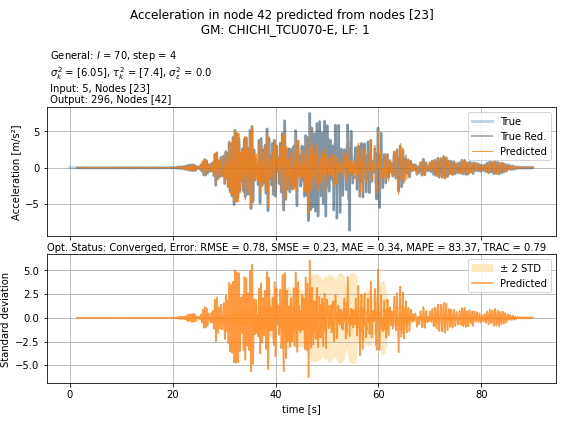 Acceleration in node 42 predicted from nodes [23]
GM: CHICHI_TCU070-E, LF: 1
General: l = 70, step = 4
σ²ₖ = [6.05], τ²ₖ = [7.4], σ²ₑ = 0.0
Input: 5, Nodes [23]
Output: 296, Nodes [42]
Acceleration [m/s²]
5
0
−5
True
True Red.
Predicted
Opt. Status: Converged, Error: RMSE = 0.78, SMSE = 0.23, MAE = 0.34, MAPE = 83.37, TRAC = 0.79
Standard deviation
5.0
2.5
0.0
−2.5
−5.0
± 2 STD
Predicted
0 20 40 60 80
time [s]